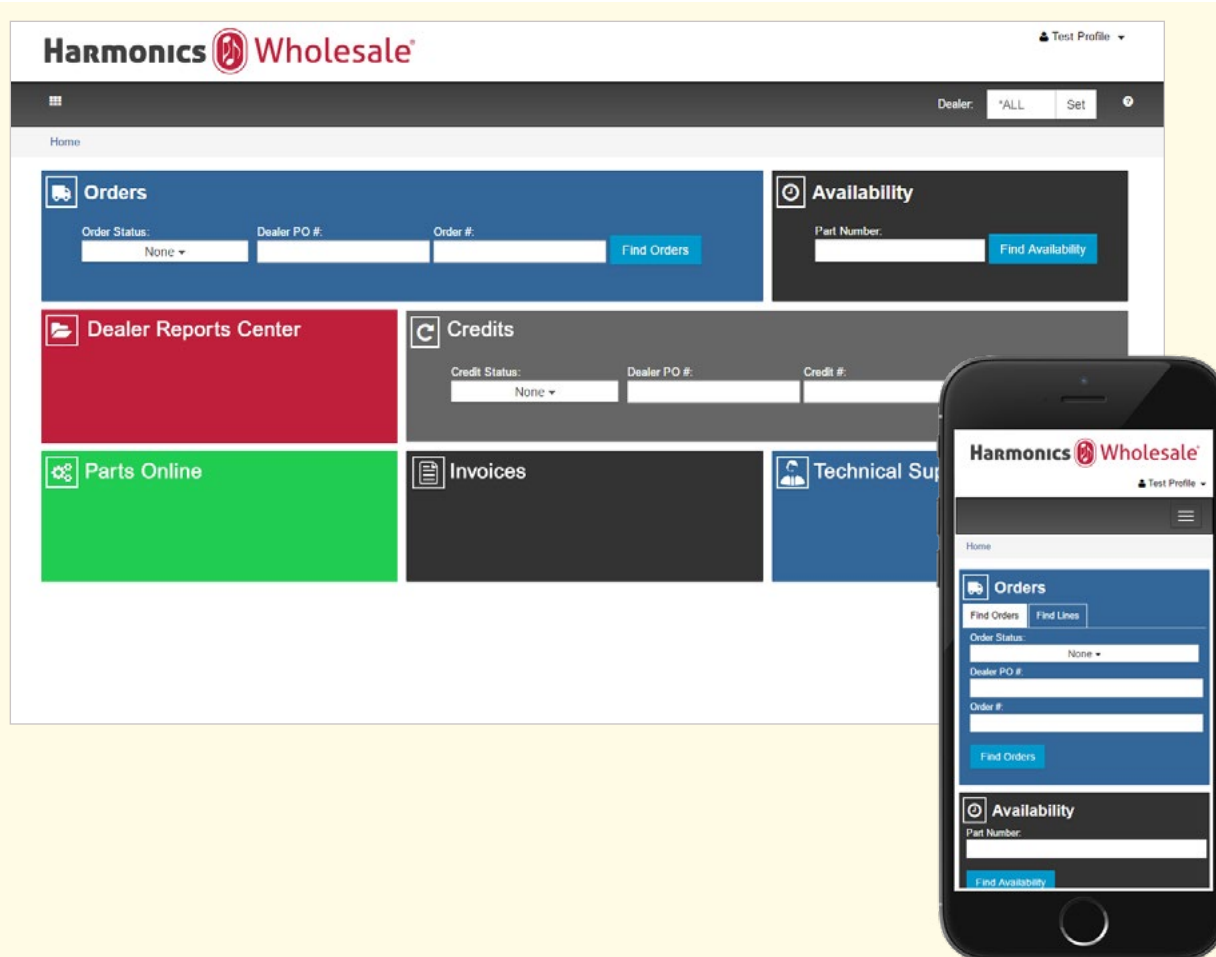 Harmonics Wholesale®
Test Profile
Dealer: *ALL Set
Home
Orders
Order Status: Dealer PO #: Order #:
None Find Orders
Availability
Part Number:
Find Availability
Dealer Reports Center
Credits
Credit Status: Dealer PO #: Credit #:
None
Parts Online
Invoices
Technical Sup
Harmonics Wholesale®
Test Profile
Home
Orders
Find Orders Find Lines
Order Status:
None
Dealer PO #:
Order #:
Find Orders
Availability
Part Number:
Find Availability